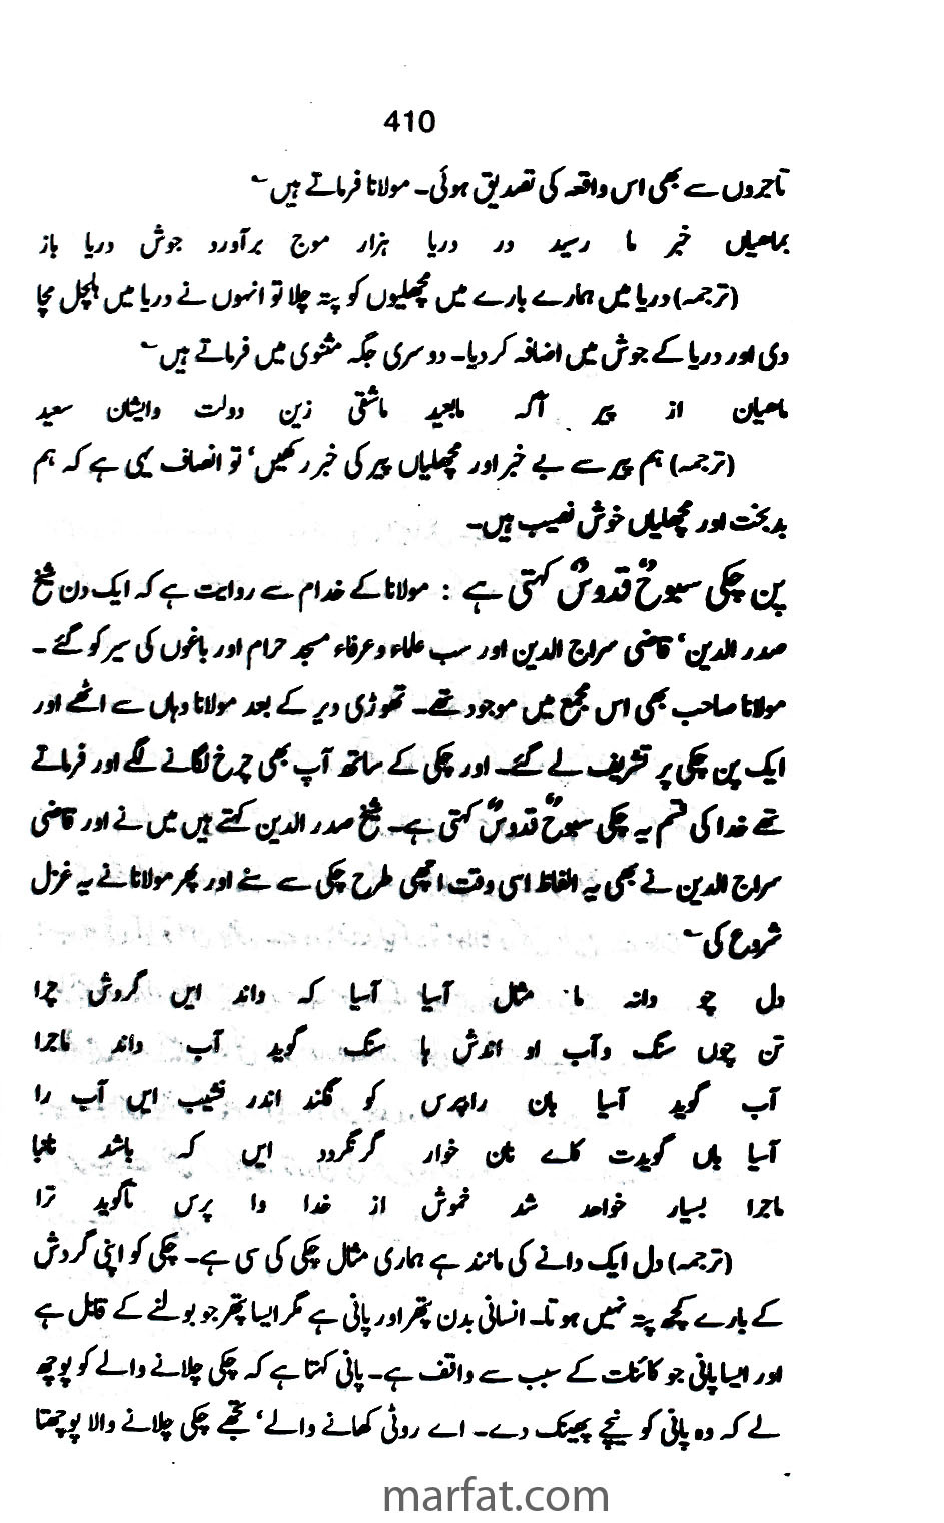 410
تاجروں سے بھی اس واقعہ کی تصدیق ہوئی۔ مولانا فرماتے ہیں ؎
بماھیاں خبر ما رسید در دریا ہزار موج برآورد جوش دریا باز
(ترجمہ) دریا میں ہمارے بارے میں مچھلیوں کو پتہ چلا تو انہوں نے دریا میں ہلچل مچا
دی اور دریا کے جوش میں اضافہ کر دیا۔ دوسری جگہ مثنوی میں فرماتے ہیں ؎
ماھیان از پیر آگہ مابعید ماشقی زین دولت وایشان سعید
(ترجمہ) ہم پیر سے بے خبر اور مچھلیاں پیر کی خبر رکھیں‘ تو انصاف یہی ہے کہ ہم
بدبخت اور مچھلیاں خوش نصیب ہیں۔
پن چکی سبوحٌ قدوسٌ کہتی ہے : مولانا کے خدام سے روایت ہے کہ ایک دن شیخ
صدر الدین‘ قاضی سراج الدین اور سب علماء و عرفاء مسجد حرام اور باغوں کی سیر کو گئے۔
مولانا صاحب بھی اس مجمع میں موجود تھے۔ تھوڑی دیر کے بعد مولانا وہاں سے اٹھے اور
ایک پن چکی پر تشریف لے گئے۔ اور چکی کے ساتھ آپ بھی چرخ لگانے لگے اور فرماتے
تھے خدا کی قسم یہ چکی سبوحٌ قدوسٌ کہتی ہے۔ شیخ صدر الدین کہتے ہیں میں نے اور قاضی
سراج الدین نے بھی یہ الفاظ اسی وقت اچھی طرح چکی سے سنے اور پھر مولانا نے یہ غزل
شروع کی ؎
دل چو دانہ ما مثال آسیا آسیا کہ داند ایں گردش چرا
تن چوں سنگ و آب او اندش ہا سنگ گوید آب داند ماجرا
آب گوید آسیا بان راپرس کو گلند اندر نشیب ایں آب را
آسیا ہاں گویدت کاے نان خوار گر نگردد ایں کہ باشد نانبا
ماجرا بسیار خواھد شد خموش از خدا وا پرس تاگوید ترا
(ترجمہ) دل ایک دانے کی مانند ہے ہماری مثال چکی کی سی ہے۔ چکی کو اپنی گردش
کے بارے کچھ پتہ نہیں ہوتا۔ انسانی بدن پتھر اور پانی ہے مگر ایسا پتھر جو بولنے کے قائل ہے
اور ایسا پانی جو کائنات کے سبب سے واقف ہے۔ پانی کہتا ہے کہ چکی چلانے والے کو پوچھ
لے کہ وہ پانی کو نیچے پھینک دے۔ اے روٹی کھانے والے‘ تجھے چکی چلانے والا پوچھتا
marfat.com